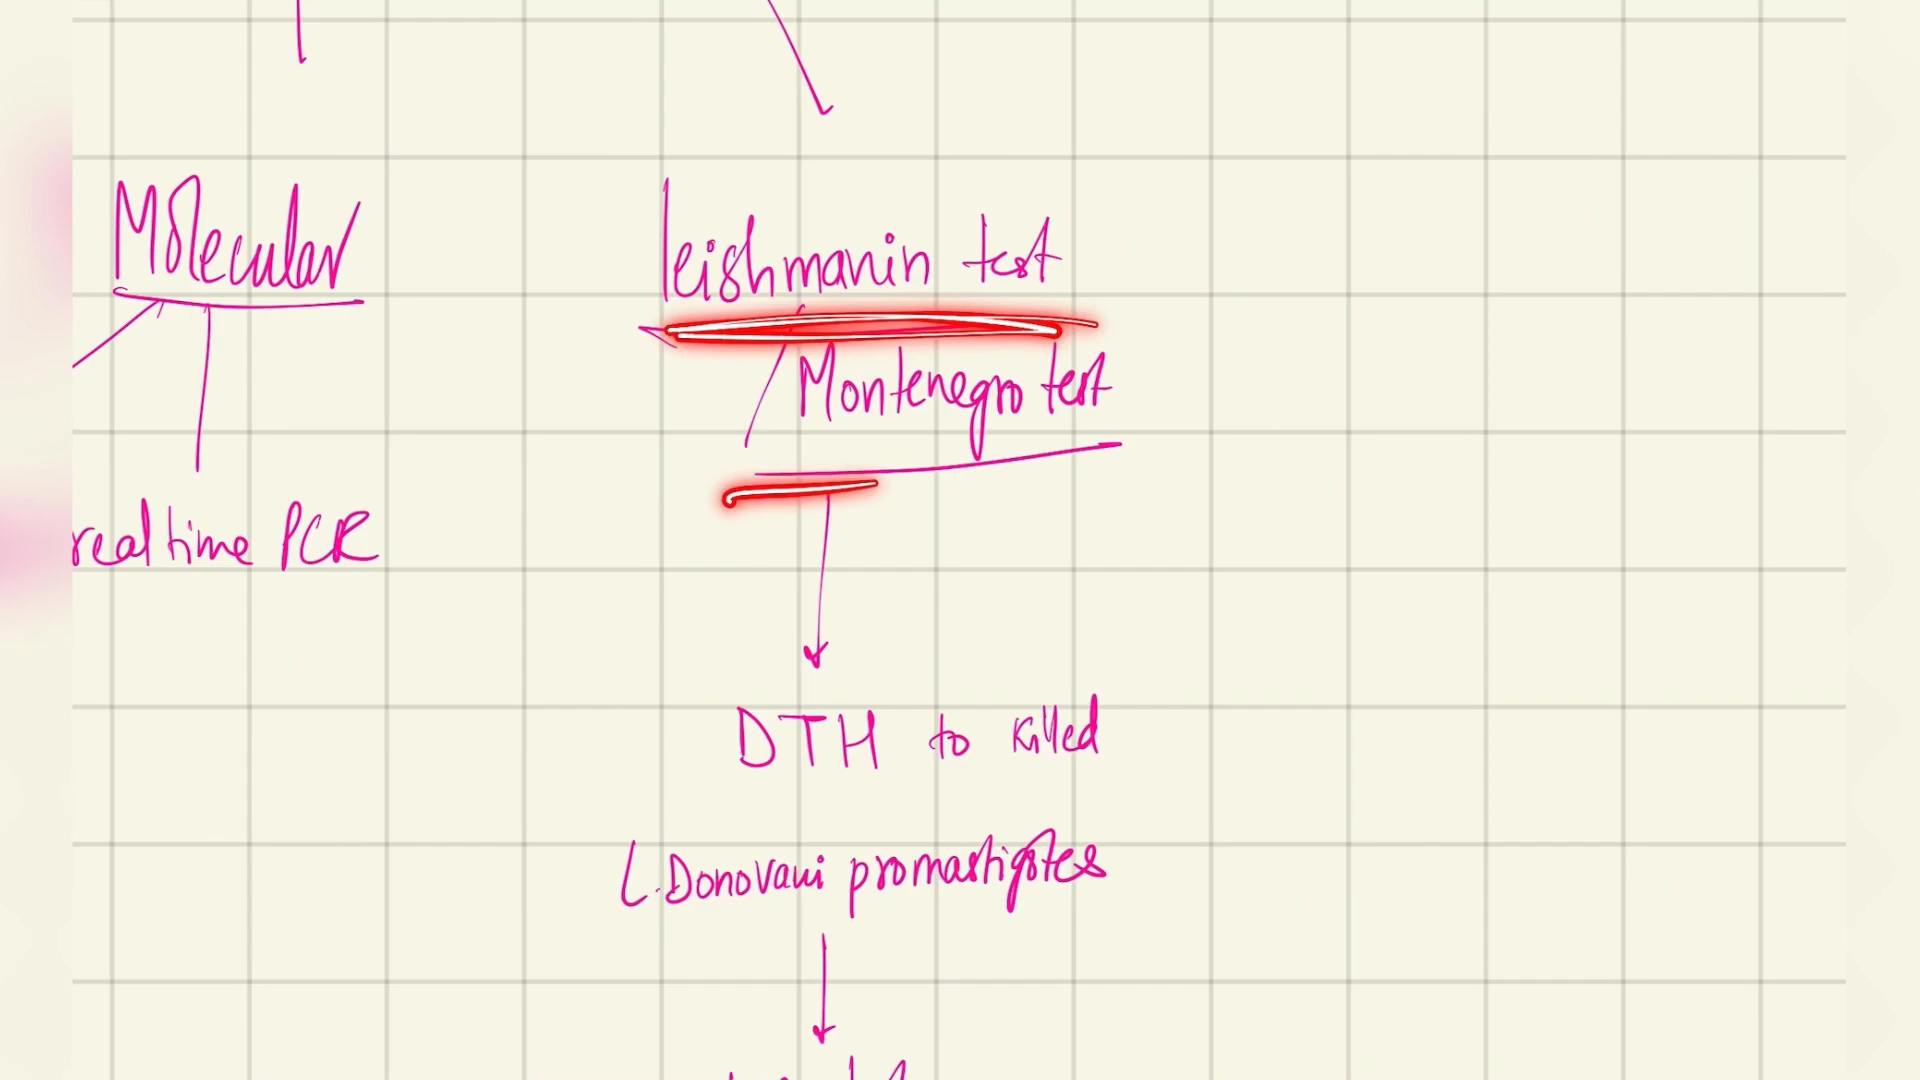 Molecular
leishmanin test
/ Montenegro test
real time PCR
DTH to killed
L. Donovani promastigotes